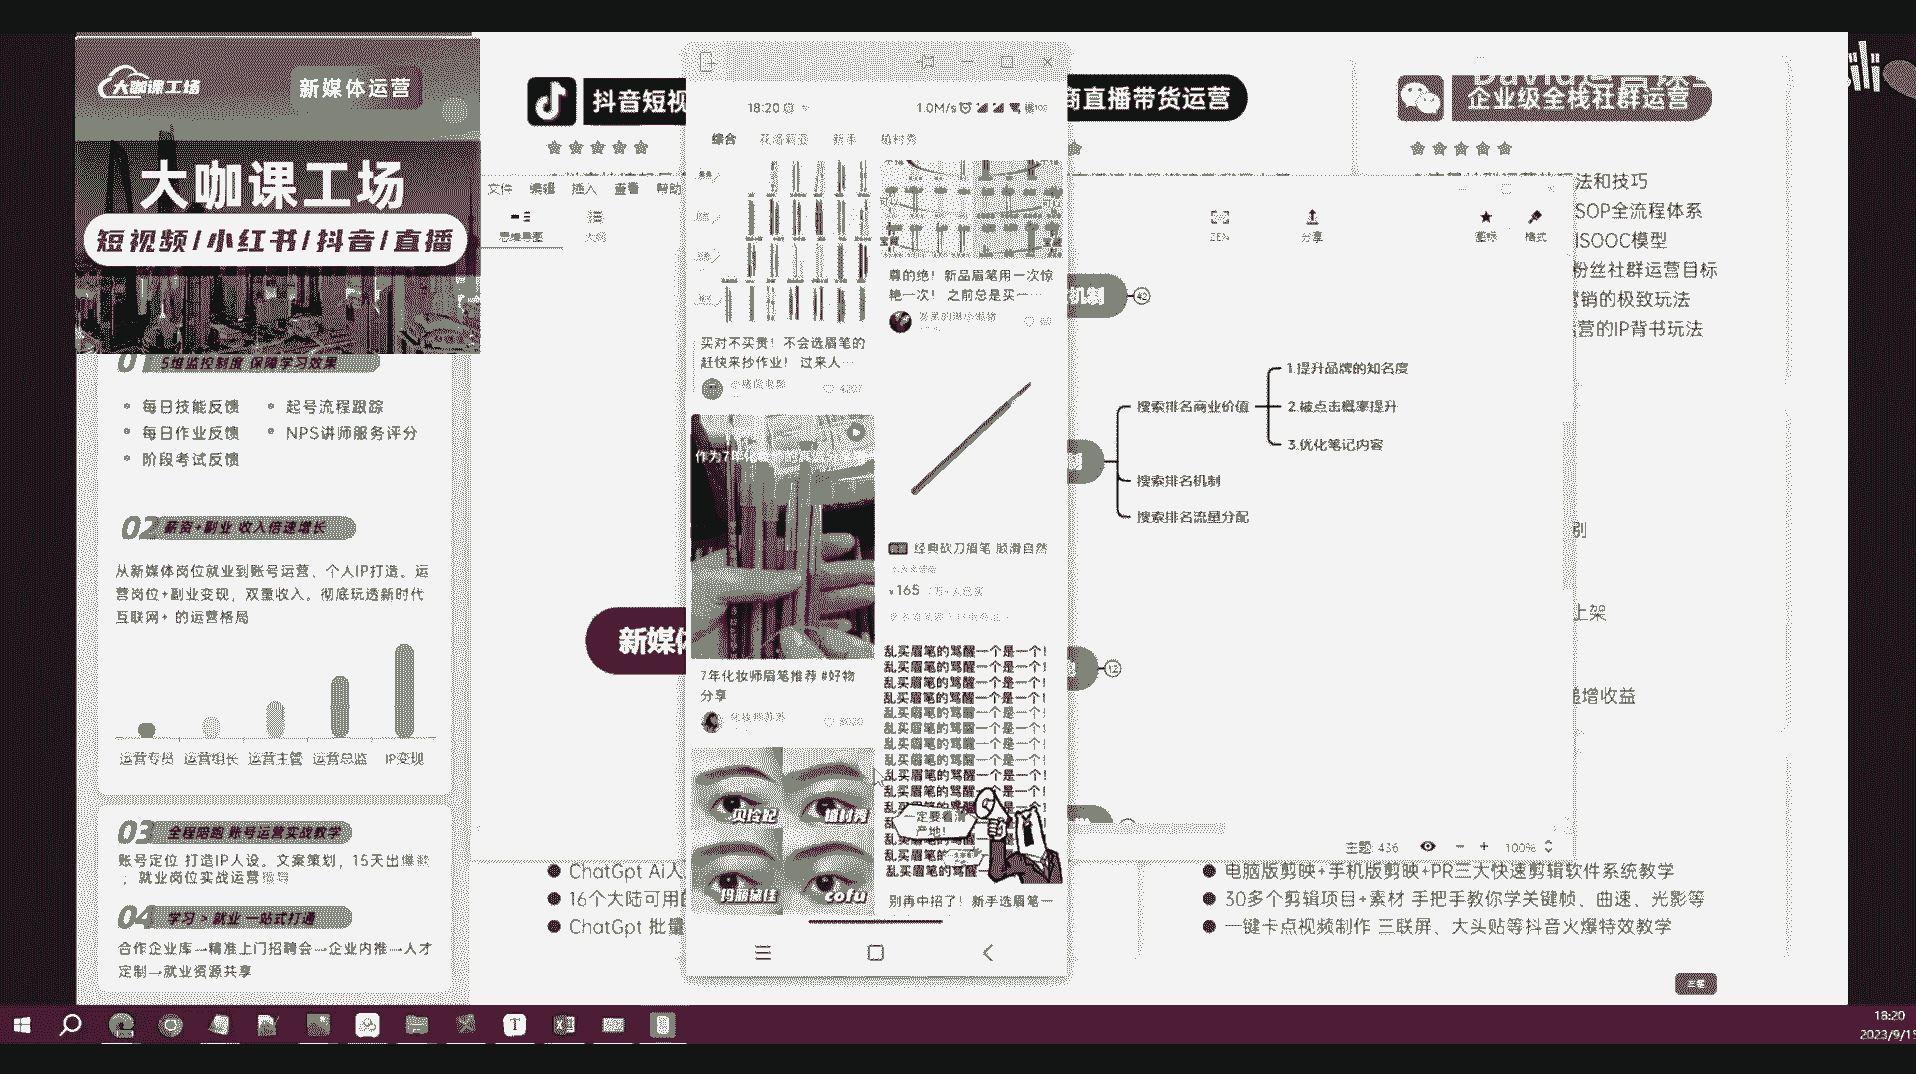 大咖课工场
新媒体运营
大咖课工场
短视频/小红书/抖音/直播
01 5维监控制度 保障学习效果
每日技能反馈
起号流程跟踪
每日作业反馈
NPS讲师服务评分
阶段考试反馈
02 薪资+副业 收入倍速增长
从新媒体岗位就业到账号运营、个人IP打造。运
营岗位+副业变现，双重收入。彻底玩透新时代
互联网+ 的运营格局
运营专员 运营组长 运营主管 运营总监 IP变现
03 全程陪跑 账号运营实战教学
账号定位 打造IP人设。文案策划，15天出爆款
；就业岗位实战运营指导
04 学习 > 就业 一站式打通
合作企业库→精准上门招聘会→企业内推→人才
定制→就业资源共享
抖音短视
商直播带货运营
企业级全栈社群运营
文件 编辑 插入 查看 帮助
思维导图 大纲
ZEN 分享 图标 格式
18:20
1.0M/s
综合 花洛莉亚 新手 植村秀
买对不买贵！不会选眉笔的
赶快来抄作业！ 过来人…
4207
尊的绝！新品眉笔用一次惊
艳一次！ 之前总是买一…
作为7年化
7年化妆师眉笔推荐 #好物
分享
8020
经典砍刀眉笔 顺滑自然
¥165
乱买眉笔的骂醒一个是一个！
乱买眉笔的骂醒一个是一个！
乱买眉笔的骂醒一个是一个！
乱买眉笔的骂醒一个是一个！
乱买眉笔的骂醒一个是一个！
乱买眉笔的骂醒一个是一个！
乱买眉笔的骂醒一个是一个！
乱买眉笔的骂醒一个是一个！
乱买眉笔的骂醒一个是一个！
乱买眉笔的骂醒一个是一个！
一定要看清
产地！
贝玲妃
植村秀
玛丽黛佳
cofu
别再中招了！新手选眉笔一
新媒体
机制
42
制
12
搜索排名商业价值
1.提升品牌的知名度
2.被点击概率提升
3.优化笔记内容
搜索排名机制
搜索排名流量分配
主题: 436
100%
法和技巧
SOP全流程体系
ISOOC模型
粉丝社群运营目标
营销的极致玩法
运营的IP背书玩法
别
上架
递增收益
ChatGpt Ai人
16个大陆可用的
ChatGpt 批量
电脑版剪映+手机版剪映+PR三大快速剪辑软件系统教学
30多个剪辑项目+素材 手把手教你学关键帧、曲速、光影等
一键卡点视频制作 三联屏、大头贴等抖音火爆特效教学
18:20
2023/9/15